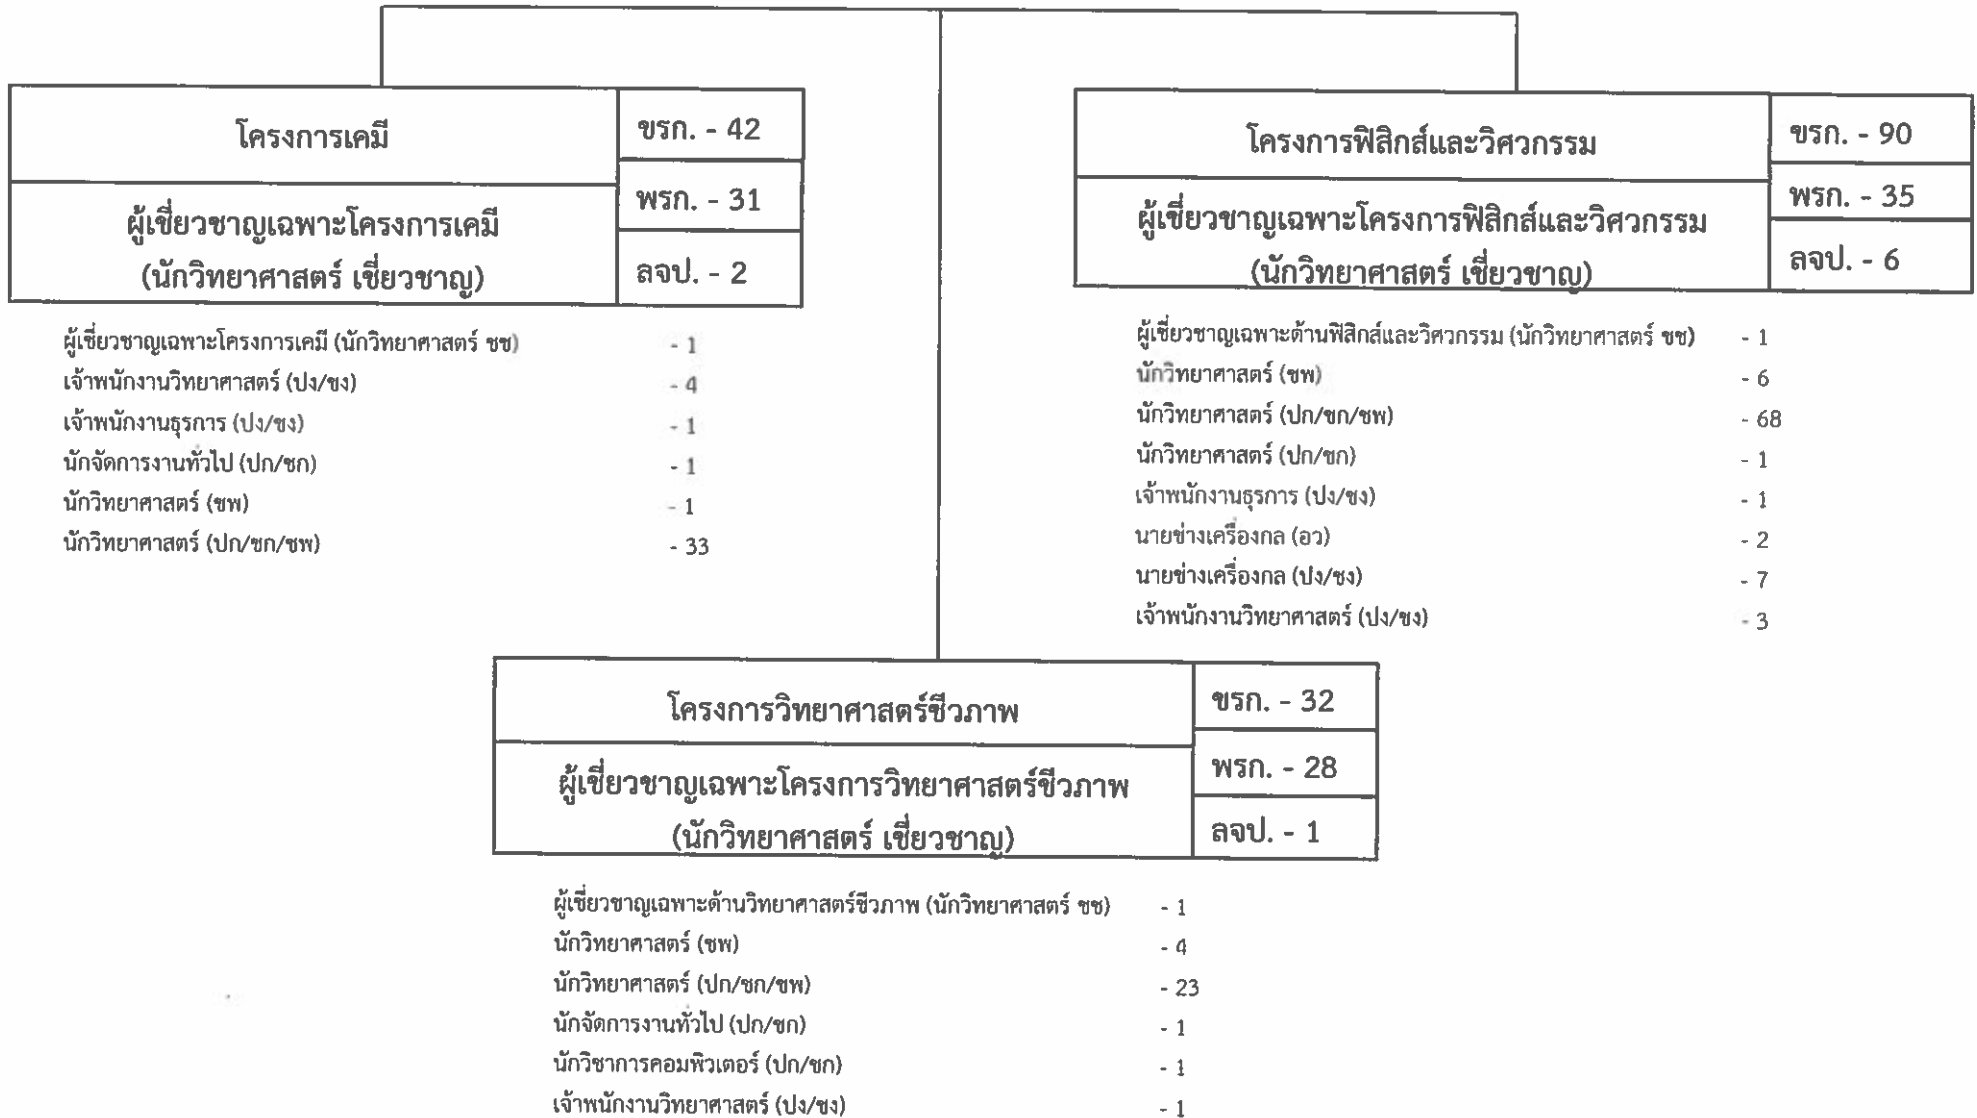 โครงการเคมี
ขรก. - 42
พรก. - 31
ผู้เชี่ยวชาญเฉพาะโครงการเคมี
(นักวิทยาศาสตร์ เชี่ยวชาญ)
ลจป. - 2
ผู้เชี่ยวชาญเฉพาะโครงการเคมี (นักวิทยาศาสตร์ ชช) - 1
เจ้าพนักงานวิทยาศาสตร์ (ปง/ชง) - 4
เจ้าพนักงานธุรการ (ปง/ชง) - 1
นักจัดการงานทั่วไป (ปก/ชก) - 1
นักวิทยาศาสตร์ (ชพ) - 1
นักวิทยาศาสตร์ (ปก/ชก/ชพ) - 33
โครงการฟิสิกส์และวิศวกรรม
ขรก. - 90
พรก. - 35
ผู้เชี่ยวชาญเฉพาะโครงการฟิสิกส์และวิศวกรรม
(นักวิทยาศาสตร์ เชี่ยวชาญ)
ลจป. - 6
ผู้เชี่ยวชาญเฉพาะด้านฟิสิกส์และวิศวกรรม (นักวิทยาศาสตร์ ชช) - 1
นักวิทยาศาสตร์ (ชพ) - 6
นักวิทยาศาสตร์ (ปก/ชก/ชพ) - 68
นักวิทยาศาสตร์ (ปก/ชก) - 1
เจ้าพนักงานธุรการ (ปง/ชง) - 1
นายช่างเครื่องกล (อว) - 2
นายช่างเครื่องกล (ปง/ชง) - 7
เจ้าพนักงานวิทยาศาสตร์ (ปง/ชง) - 3
โครงการวิทยาศาสตร์ชีวภาพ
ขรก. - 32
พรก. - 28
ผู้เชี่ยวชาญเฉพาะโครงการวิทยาศาสตร์ชีวภาพ
(นักวิทยาศาสตร์ เชี่ยวชาญ)
ลจป. - 1
ผู้เชี่ยวชาญเฉพาะด้านวิทยาศาสตร์ชีวภาพ (นักวิทยาศาสตร์ ชช) - 1
นักวิทยาศาสตร์ (ชพ) - 4
นักวิทยาศาสตร์ (ปก/ชก/ชพ) - 23
นักจัดการงานทั่วไป (ปก/ชก) - 1
นักวิชาการคอมพิวเตอร์ (ปก/ชก) - 1
เจ้าพนักงานวิทยาศาสตร์ (ปง/ชง) - 1